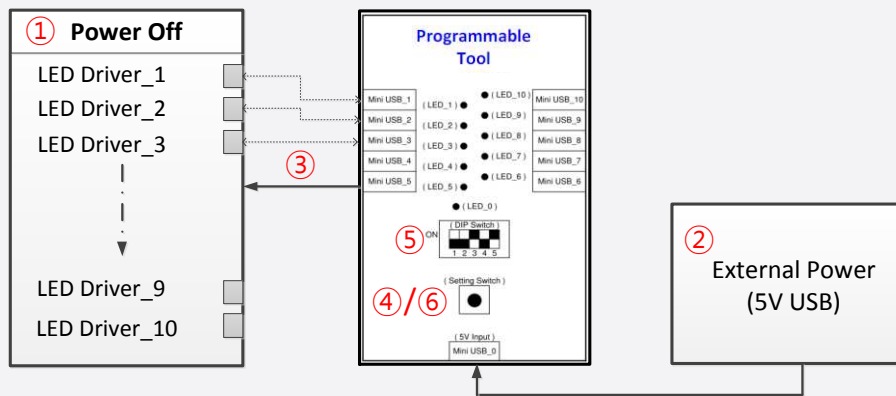 ① Power Off
LED Driver_1
LED Driver_2
LED Driver_3
LED Driver_9
LED Driver_10
③
Programmable
Tool
Mini USB_1
Mini USB_2
Mini USB_3
Mini USB_4
Mini USB_5
( LED_1 )
( LED_2 )
( LED_3 )
( LED_4 )
( LED_5 )
( LED_10 )
( LED_9 )
( LED_8 )
( LED_7 )
( LED_6 )
Mini USB_10
Mini USB_9
Mini USB_8
Mini USB_7
Mini USB_6
( LED_0 )
⑤ ON
( DIP Switch )
1 2 3 4 5
( Setting Switch )
④/⑥
( 5V Input )
Mini USB_0
②
External Power
(5V USB)